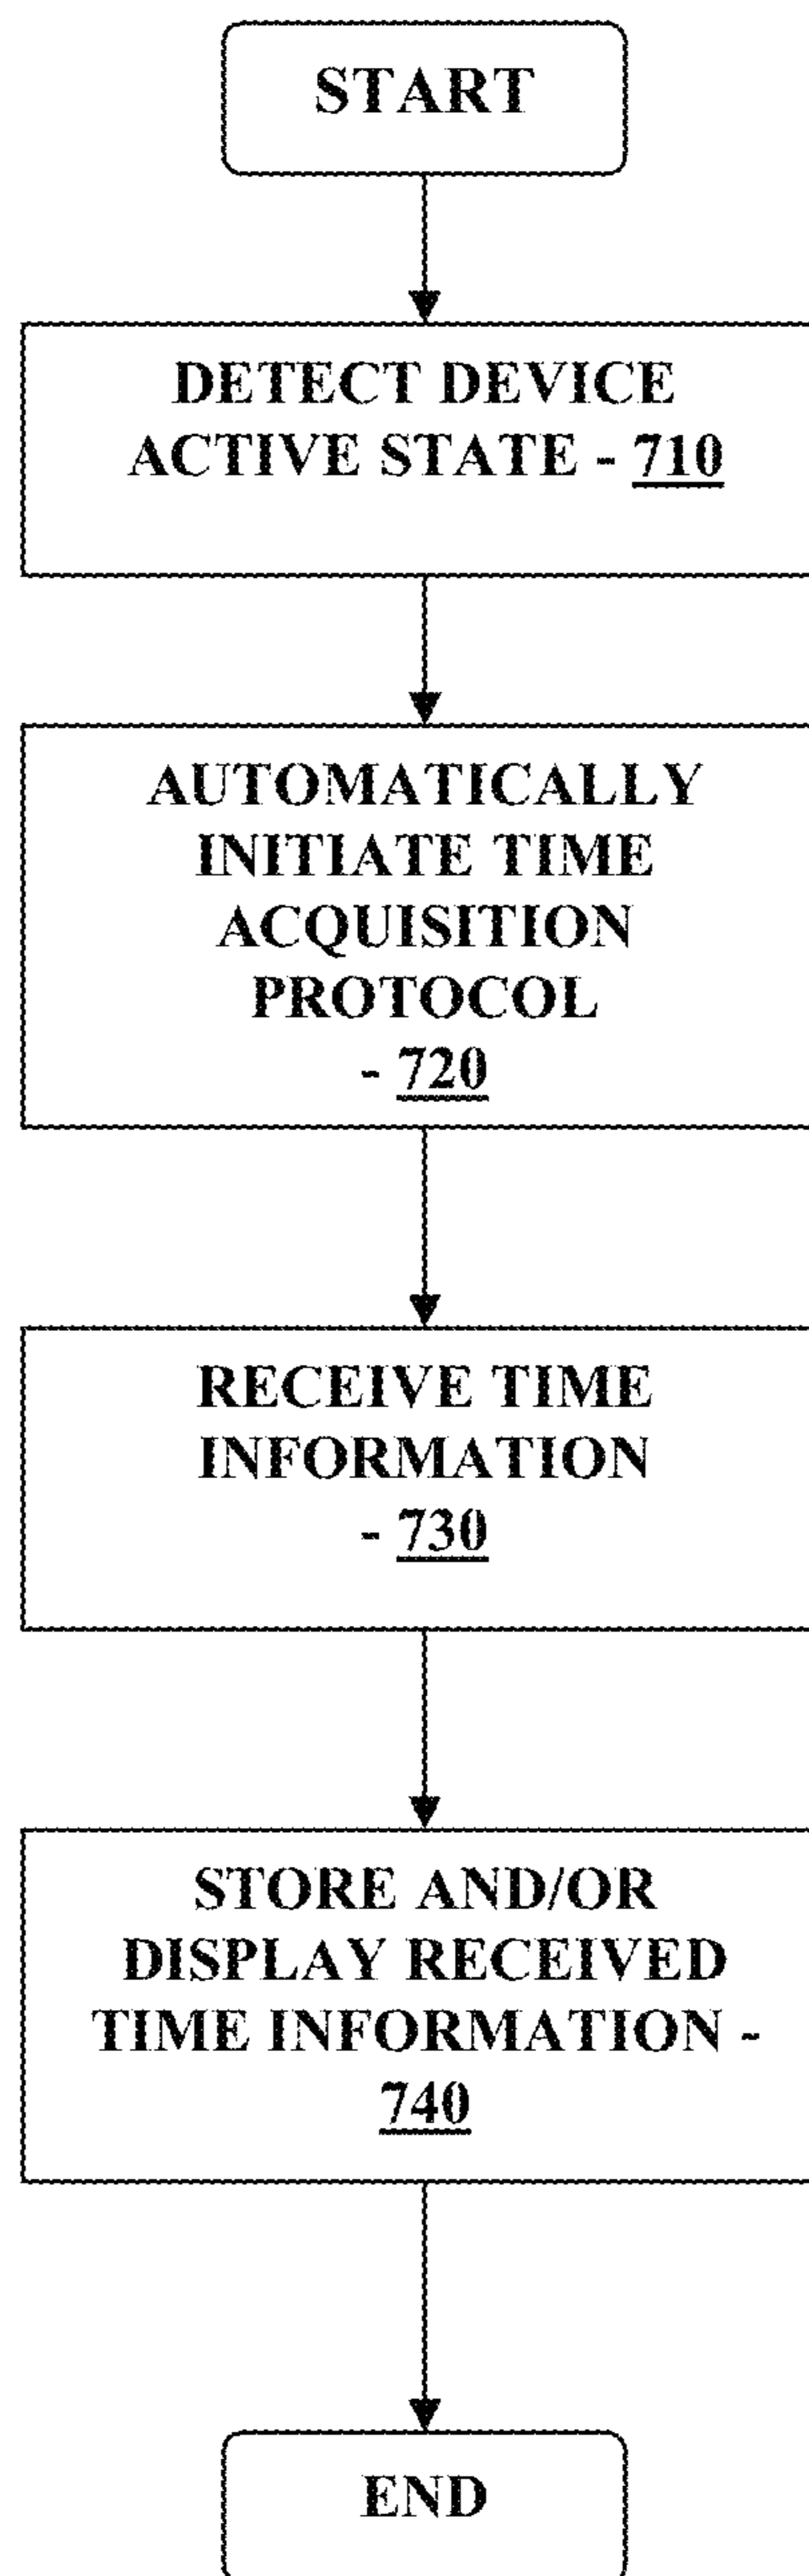 START
DETECT DEVICE
ACTIVE STATE - 710
AUTOMATICALLY
INITIATE TIME
ACQUISITION
PROTOCOL
- 720
RECEIVE TIME
INFORMATION
- 730
STORE AND/OR
DISPLAY RECEIVED
TIME INFORMATION -
740
END